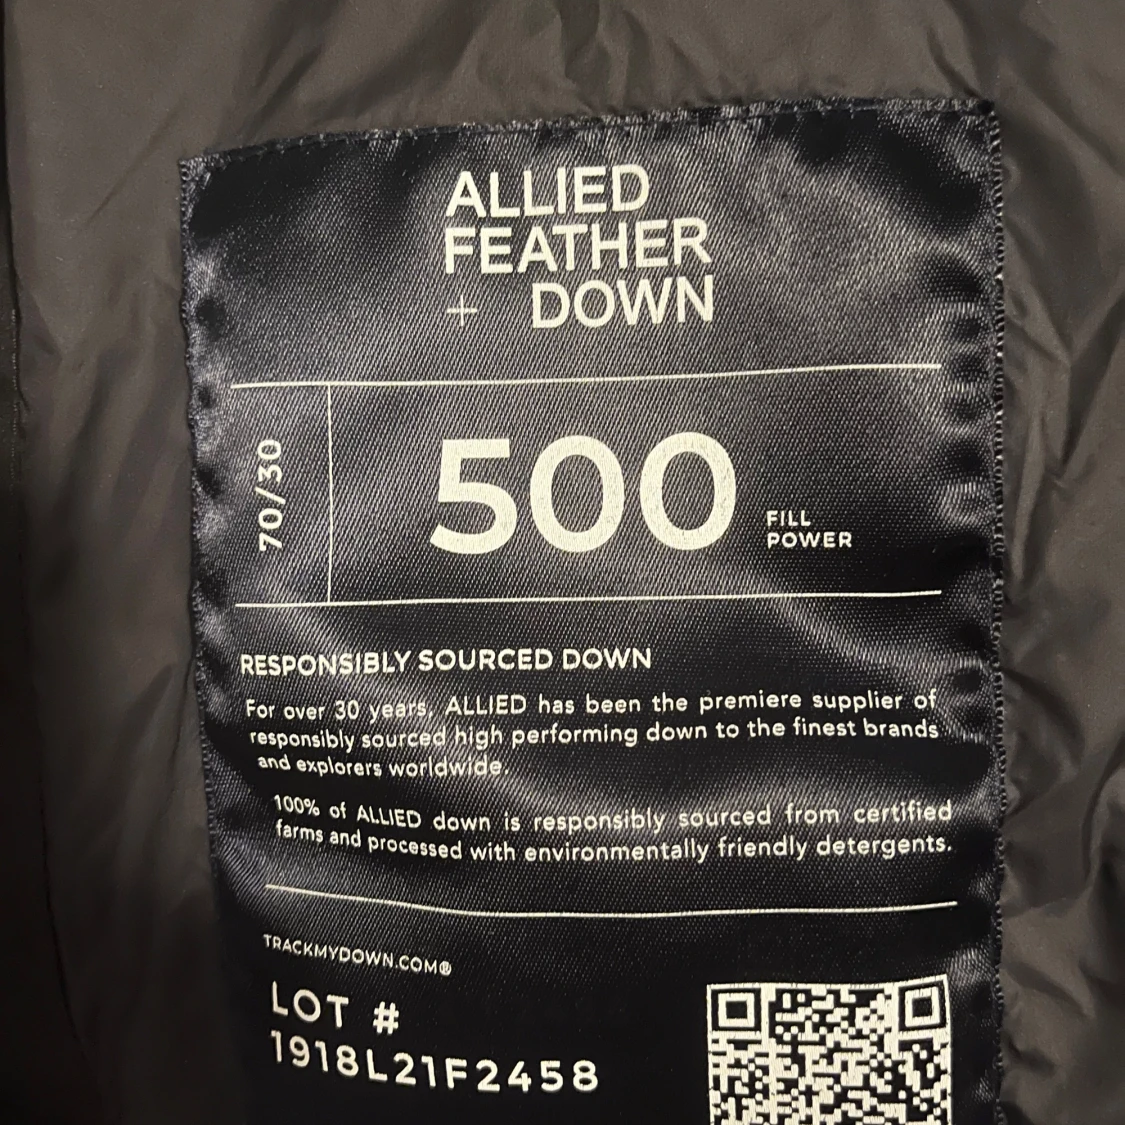 ALLIED
FEATHER
+ DOWN
70/30
500
FILL
POWER
RESPONSIBLY SOURCED DOWN
For over 30 years, ALLIED has been the premiere supplier of
responsibly sourced high performing down to the finest brands
and explorers worldwide.
100% of ALLIED down is responsibly sourced from certified
farms and processed with environmentally friendly detergents.
TRACKMYDOWN.COM®
LOT #
1918L21F2458